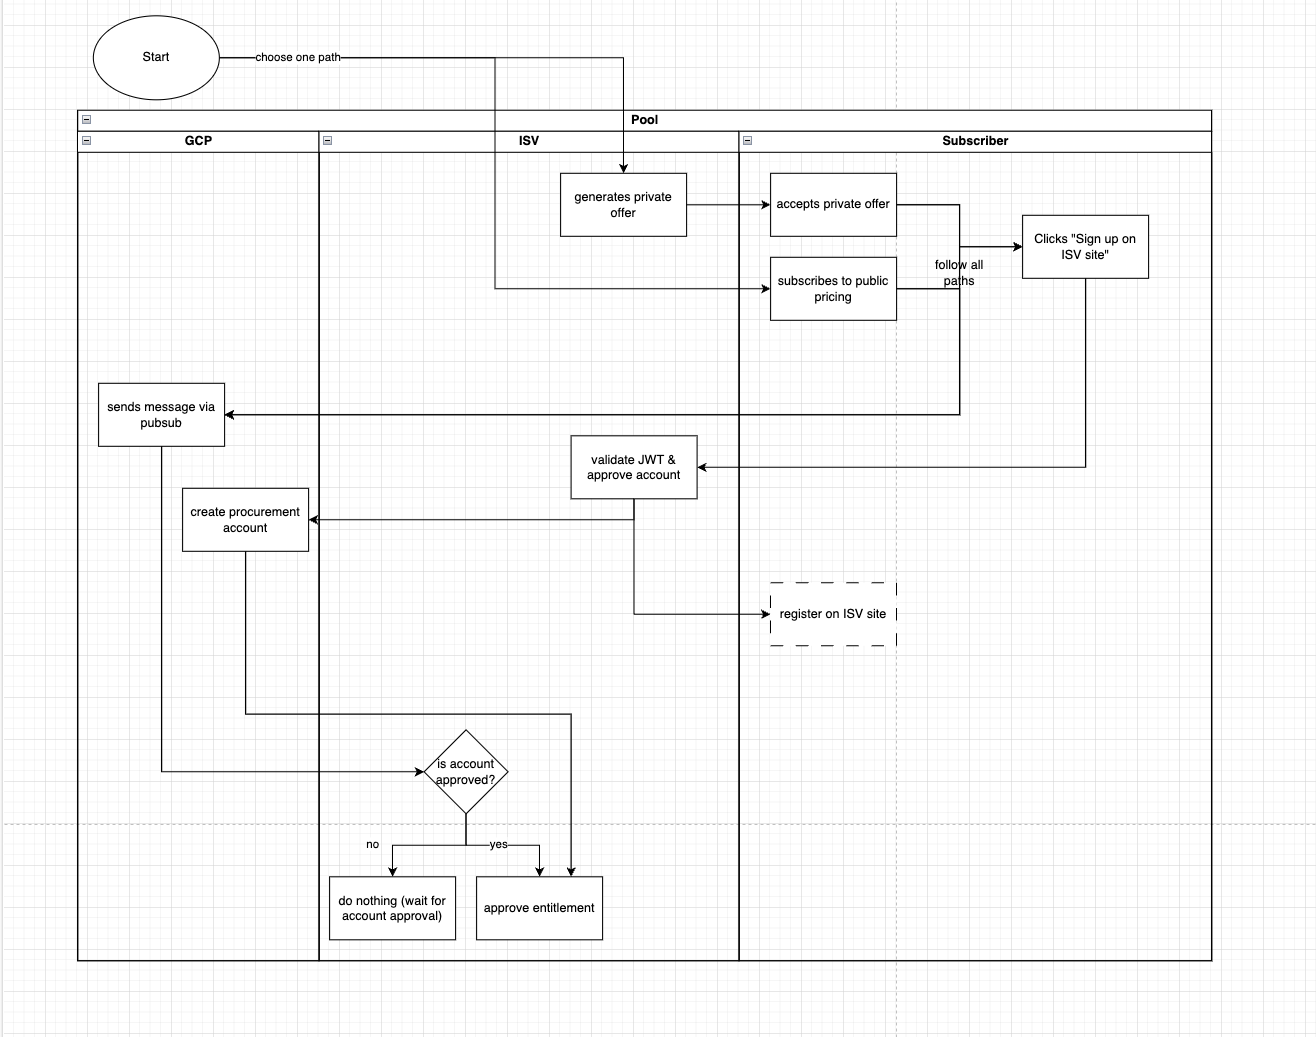 Start
choose one path
Pool
GCP
ISV
Subscriber
generates private
offer
accepts private offer
Clicks "Sign up on
ISV site"
follow all
paths
subscribes to public
pricing
sends message via
pubsub
validate JWT &
approve account
create procurement
account
register on ISV site
is account
approved?
no
yes
do nothing (wait for
account approval)
approve entitlement